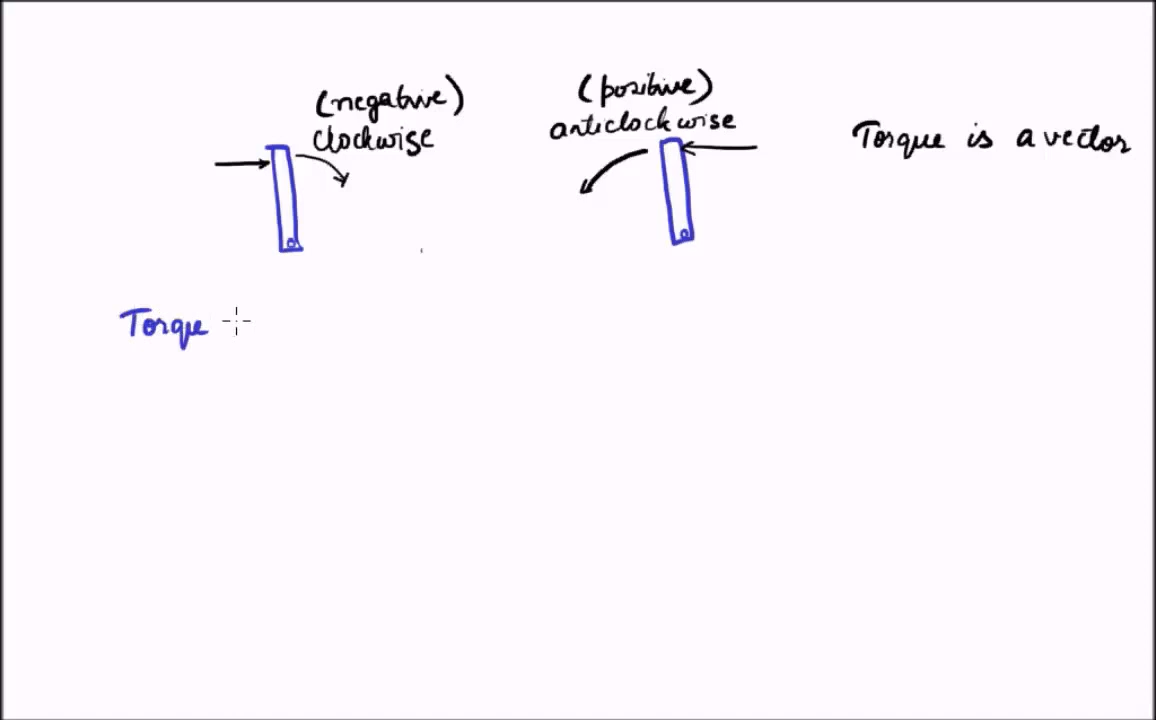 (negative)
clockwise
(positive)
anticlockwise
Torque is a vector
Torque